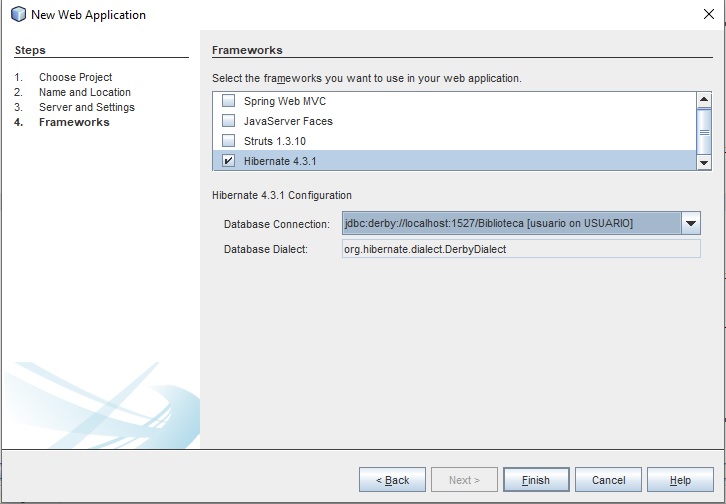 New Web Application
Steps
1. Choose Project
2. Name and Location
3. Server and Settings
4. Frameworks
Frameworks
Select the frameworks you want to use in your web application.
Spring Web MVC
JavaServer Faces
Struts 1.3.10
Hibernate 4.3.1
Hibernate 4.3.1 Configuration
Database Connection: jdbc:derby://localhost:1527/Biblioteca [usuario on USUARIO]
Database Dialect: org.hibernate.dialect.DerbyDialect
< Back Next > Finish Cancel Help